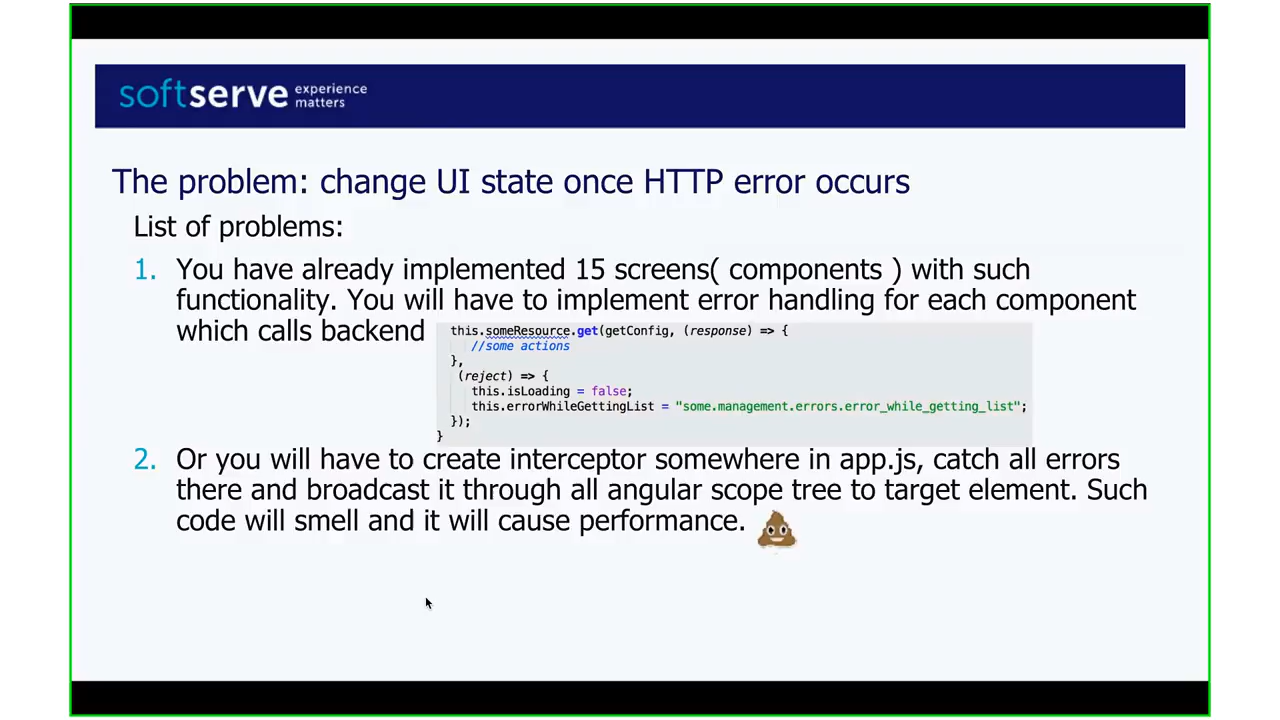 softserve experience matters
The problem: change UI state once HTTP error occurs
List of problems:
1. You have already implemented 15 screens( components ) with such
functionality. You will have to implement error handling for each component
which calls backend
this.someResource.get(getConfig, (response) => {
//some actions
},
(reject) => {
this.isLoading = false;
this.errorWhileGettingList = "some.management.errors.error_while_getting_list";
});
}
2. Or you will have to create interceptor somewhere in app.js, catch all errors
there and broadcast it through all angular scope tree to target element. Such
code will smell and it will cause performance.